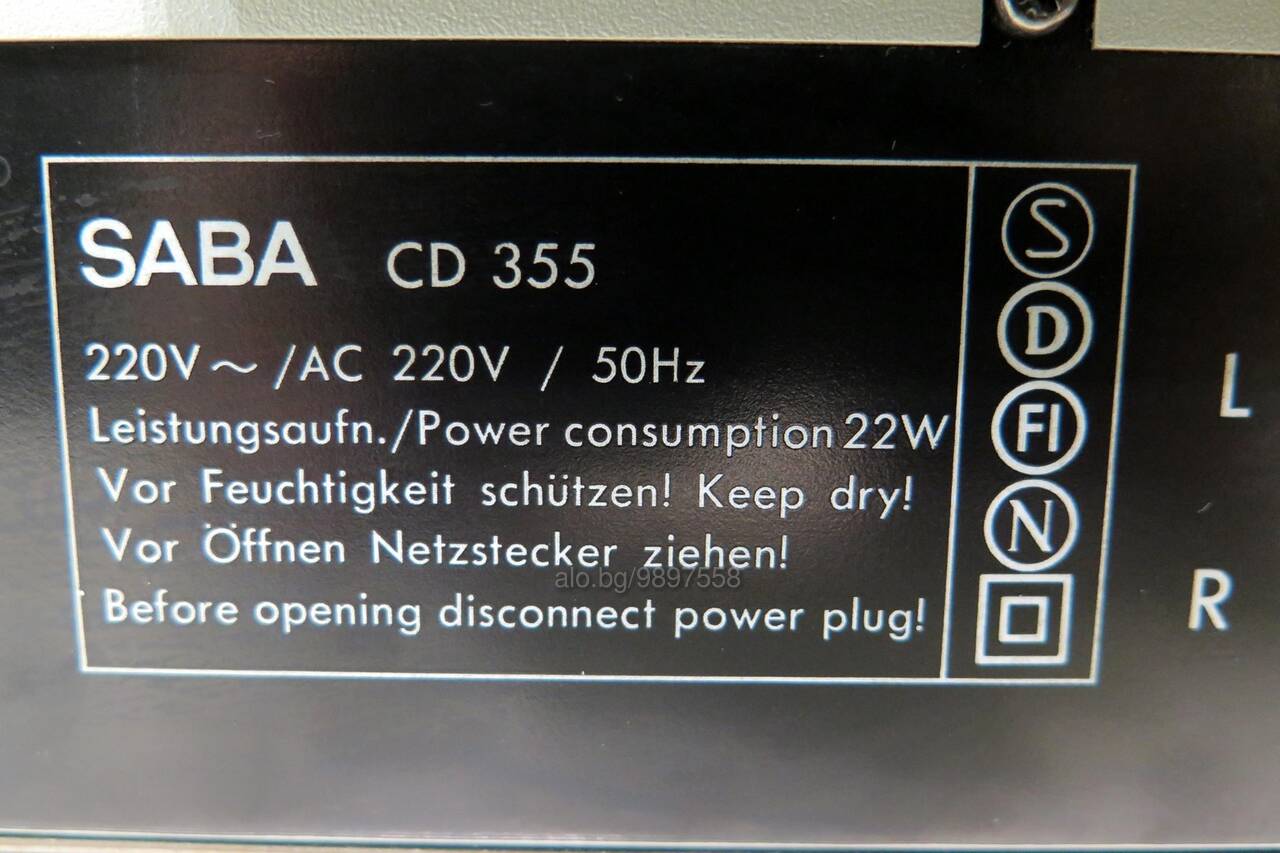 SABA CD 355
220V ~ /AC 220V / 50Hz
Leistungsaufn./Power consumption 22W
Vor Feuchtigkeit schützen! Keep dry!
Vor Öffnen Netzstecker ziehen!
Before opening disconnect power plug!
alo.bg/9897558
S
D
FI
N
L
R